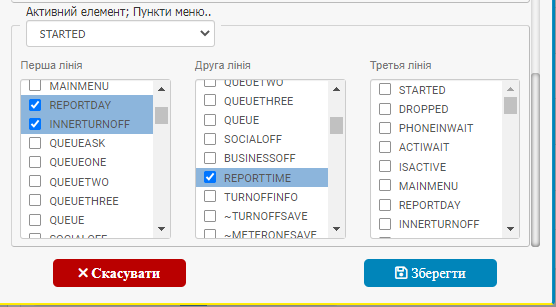 Активний елемент; Пункти меню..
STARTED
Перша лінія
MAINMENU
REPORTDAY
INNERTURNOFF
QUEUEASK
QUEUEONE
QUEUETWO
QUEUETHREE
QUEUE
SOCIALOFF
Друга лінія
QUEUETWO
QUEUETHREE
QUEUE
SOCIALOFF
BUSINESSOFF
REPORTTIME
TURNOFFINFO
~TURNOFFSAVE
~METERONESAVE
Третья лінія
STARTED
DROPPED
PHONEINWAIT
ACTIWAIT
ISACTIVE
MAINMENU
REPORTDAY
INNERTURNOFF
Скасувати
Зберегти